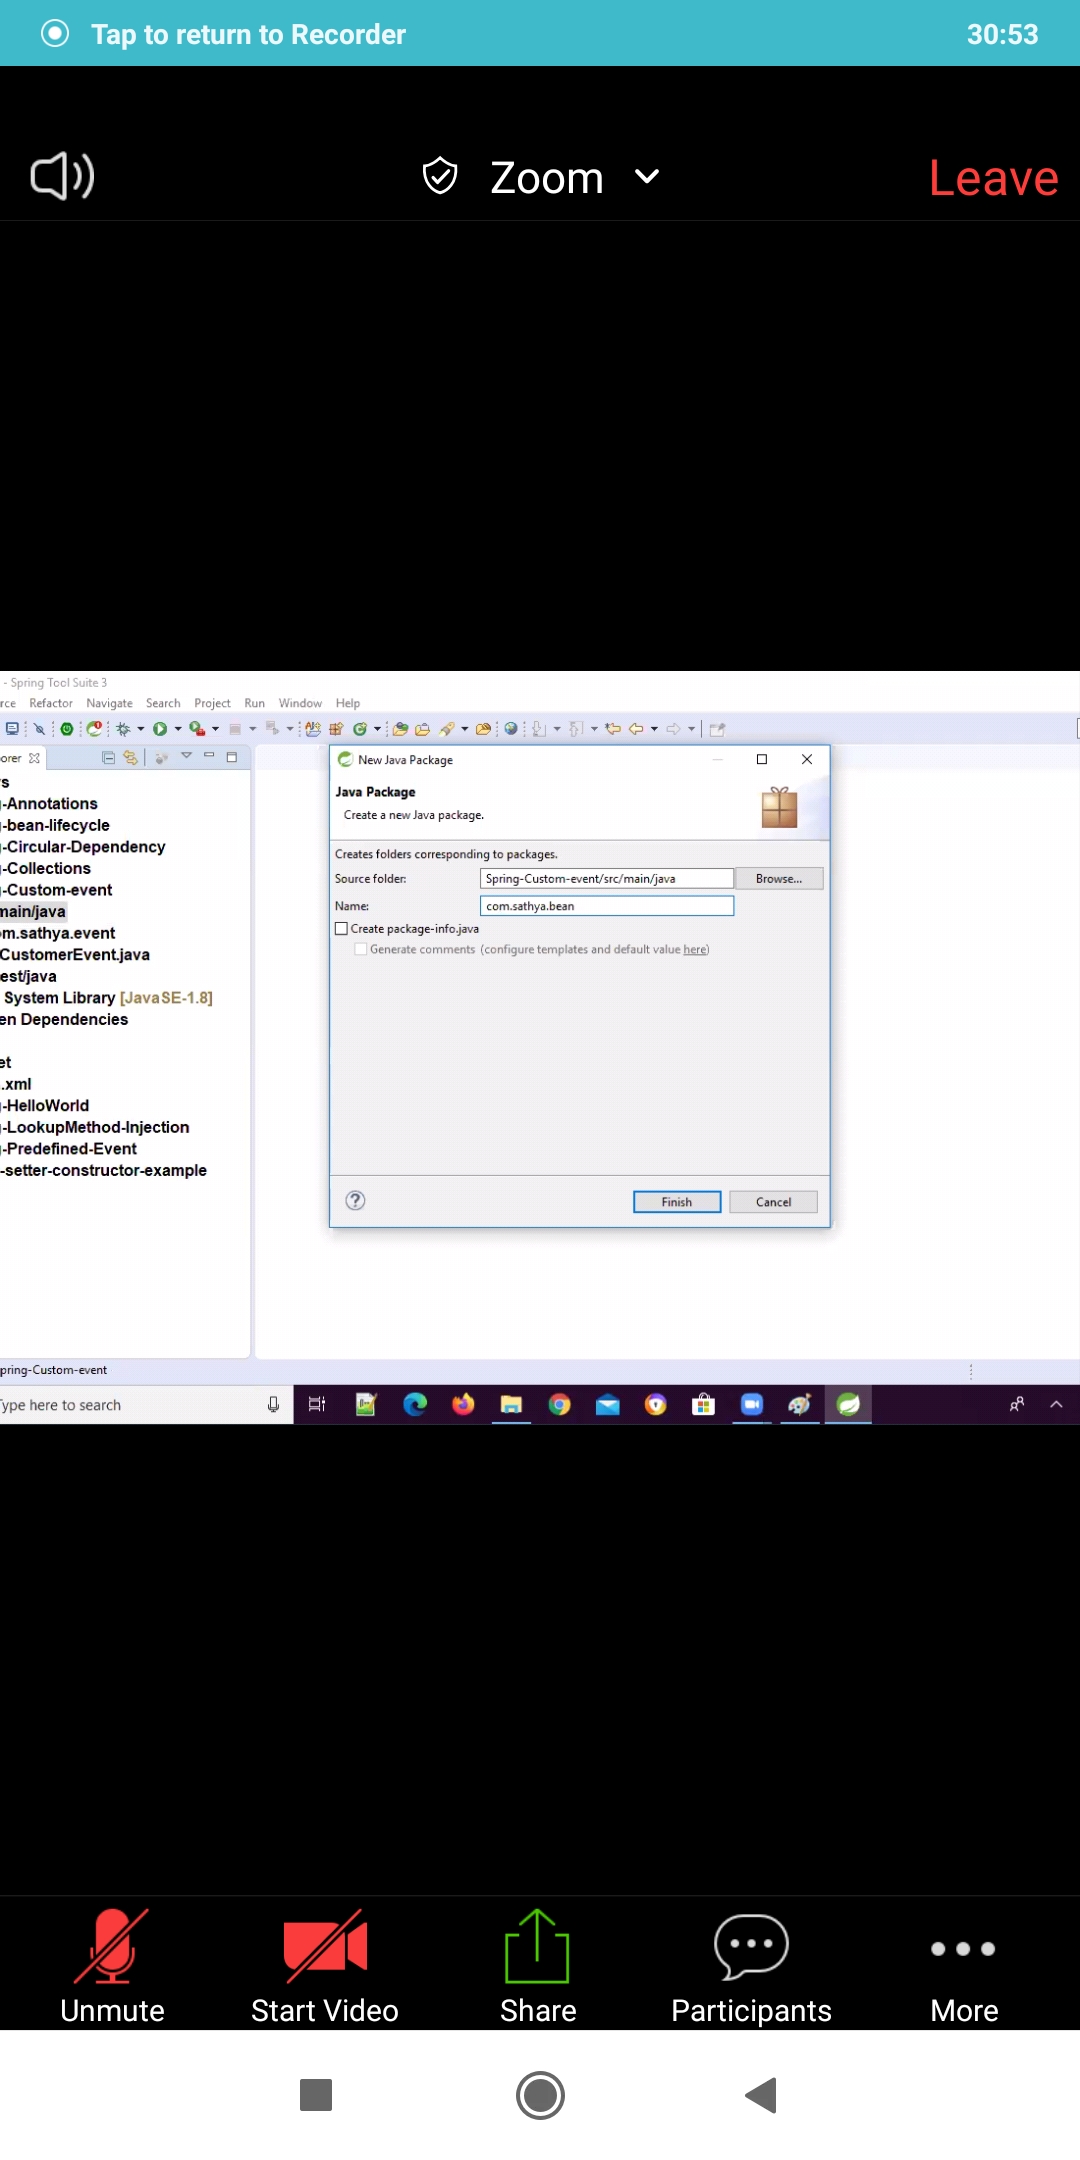 Tap to return to Recorder 30:53
Zoom Leave
- Spring Tool Suite 3
rce Refactor Navigate Search Project Run Window Help
orer
New Java Package
s
Java Package
-Annotations
Create a new Java package.
-bean-lifecycle
-Circular-Dependency
Creates folders corresponding to packages.
-Collections
Source folder: Spring-Custom-event/src/main/java Browse...
-Custom-event
Name: com.sathya.bean
main/java
Create package-info.java
om.sathya.event
Generate comments (configure templates and default value here)
CustomerEvent.java
est/java
System Library [JavaSE-1.8]
en Dependencies
et
.xml
-HelloWorld
-LookupMethod-Injection
-Predefined-Event
-setter-constructor-example
Finish Cancel
pring-Custom-event
Type here to search
Unmute Start Video Share Participants More